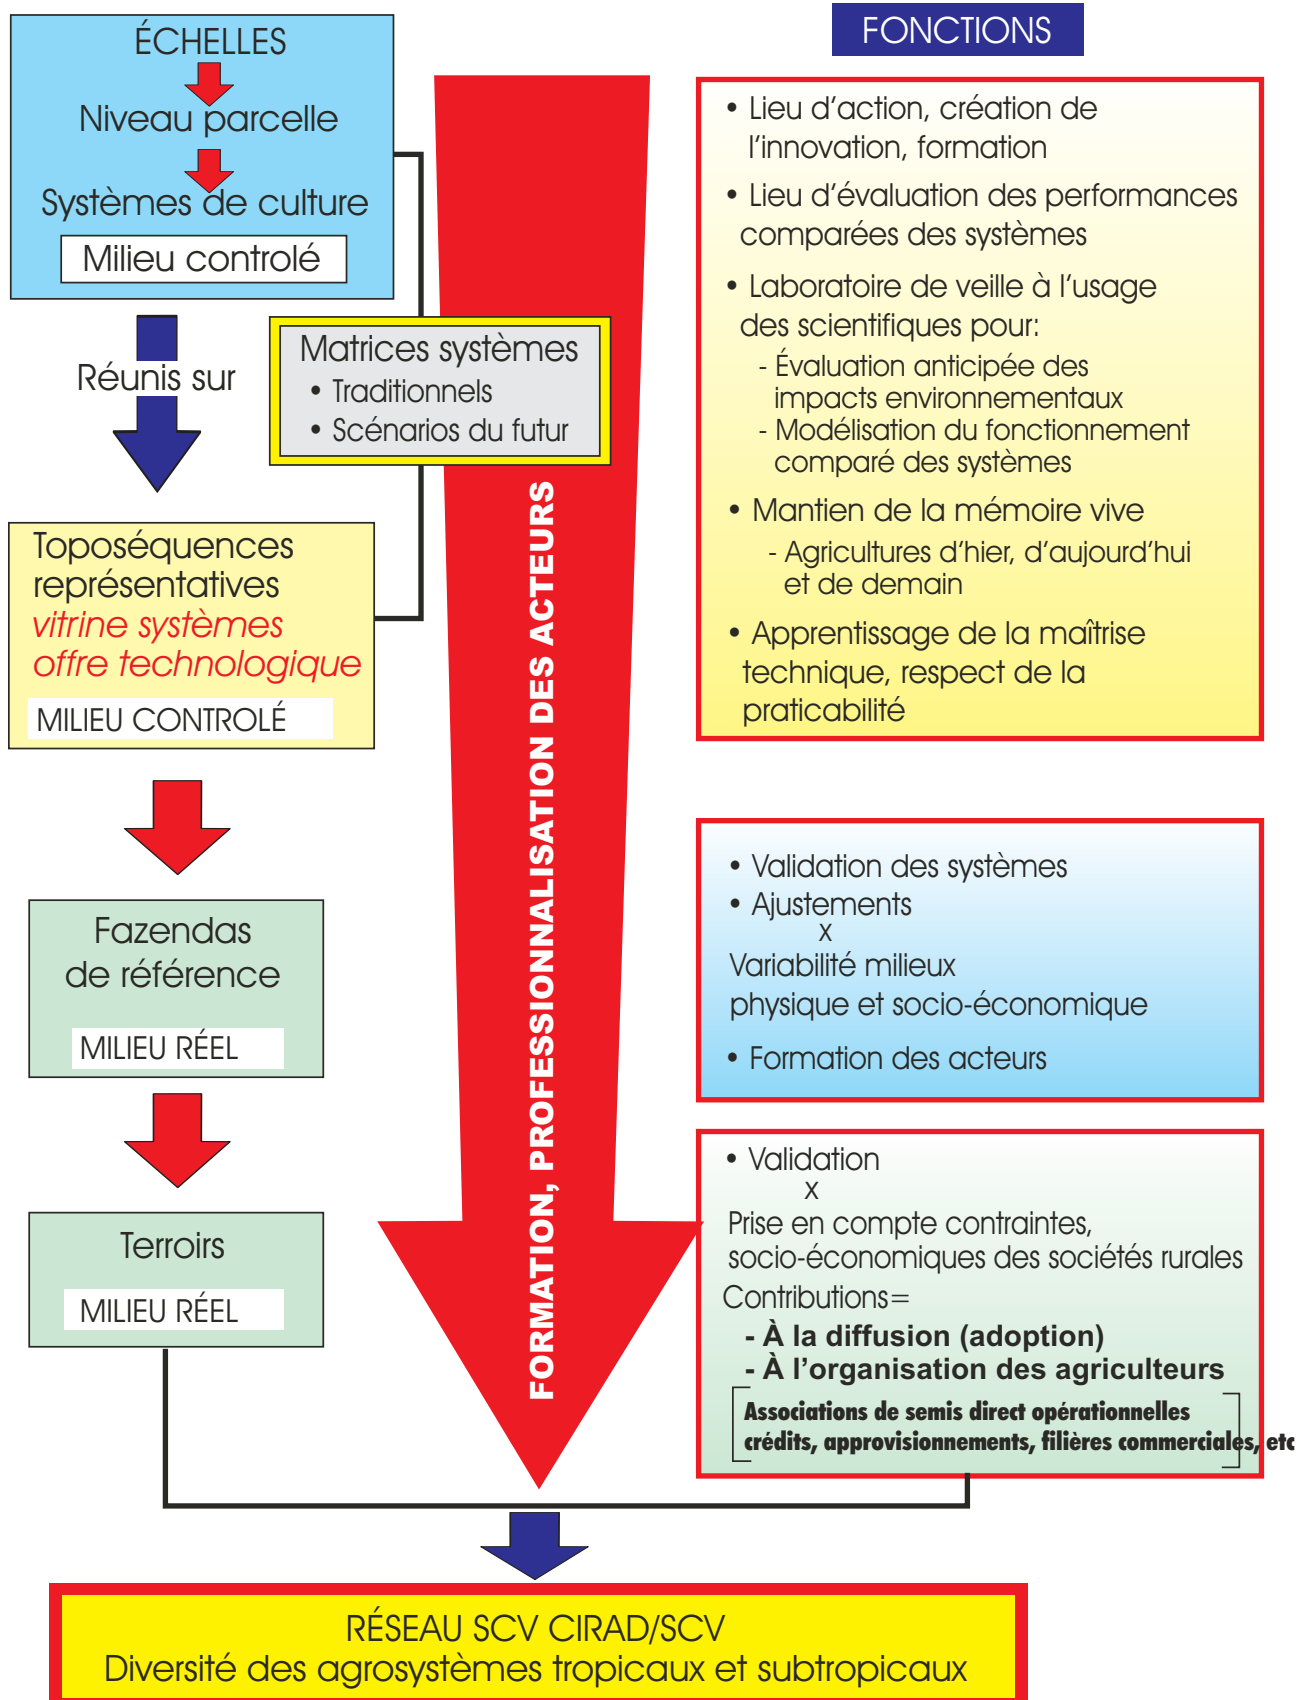 ÉCHELLES
Niveau parcelle
Systèmes de culture
Milieu controlé
Réunis sur
Matrices systèmes
• Traditionnels
• Scénarios du futur
Toposéquences
représentatives
vitrine systèmes
offre technologique
MILIEU CONTROLÉ
Fazendas
de référence
MILIEU RÉEL
Terroirs
MILIEU RÉEL
FORMATION, PROFESSIONNALISATION DES ACTEURS
FONCTIONS
• Lieu d'action, création de
l'innovation, formation
• Lieu d'évaluation des performances
comparées des systèmes
• Laboratoire de veille à l'usage
des scientifiques pour:
- Évaluation anticipée des
impacts environnementaux
- Modélisation du fonctionnement
comparé des systèmes
• Mantien de la mémoire vive
- Agricultures d'hier, d'aujourd'hui
et de demain
• Apprentissage de la maîtrise
technique, respect de la
praticabilité
• Validation des systèmes
• Ajustements
x
Variabilité milieux
physique et socio-économique
• Formation des acteurs
• Validation
x
Prise en compte contraintes,
socio-économiques des sociétés rurales
Contributions=
- À la diffusion (adoption)
- À l'organisation des agriculteurs
Associations de semis direct opérationnelles
crédits, approvisionnements, filières commerciales, etc
RÉSEAU SCV CIRAD/SCV
Diversité des agrosystèmes tropicaux et subtropicaux